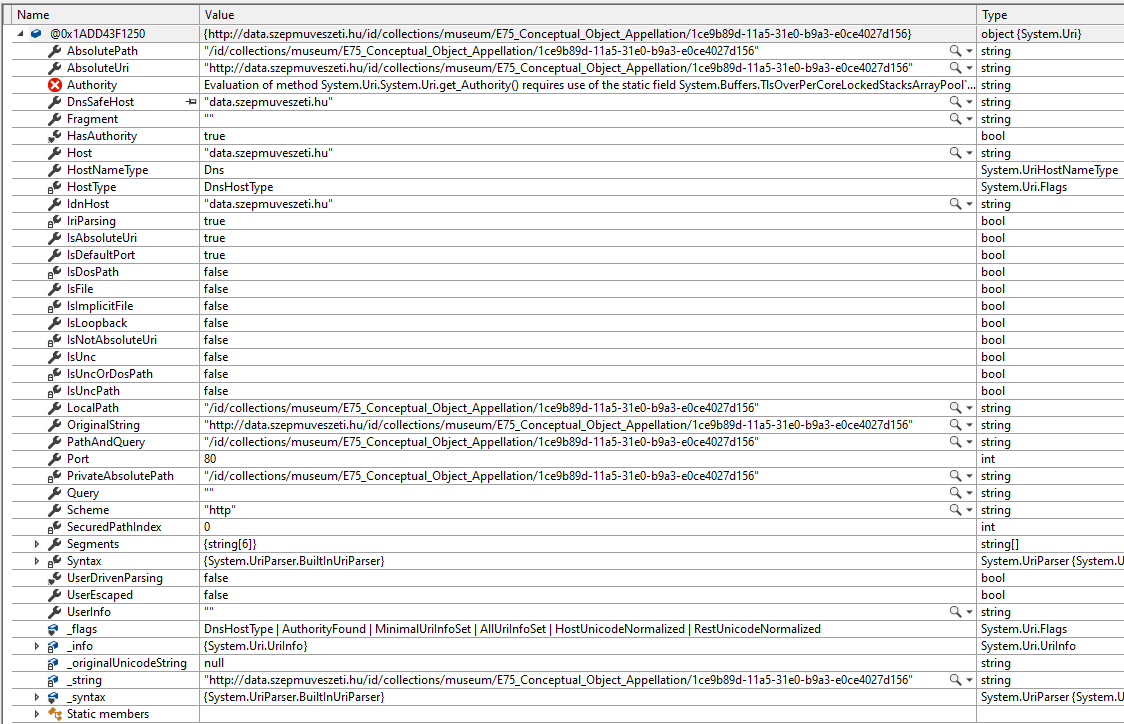 Name Value Type
@0x1ADD43F1250 {http://data.szepmuveszeti.hu/id/collections/museum/E75_Conceptual_Object_Appellation/1ce9b89d-11a5-31e0-b9a3-e0ce4027d156} object {System.Uri}
AbsolutePath "/id/collections/museum/E75_Conceptual_Object_Appellation/1ce9b89d-11a5-31e0-b9a3-e0ce4027d156" string
AbsoluteUri "http://data.szepmuveszeti.hu/id/collections/museum/E75_Conceptual_Object_Appellation/1ce9b89d-11a5-31e0-b9a3-e0ce4027d156" string
Authority Evaluation of method System.Uri.System.Uri.get_Authority() requires use of the static field System.Buffers.TlsOverPerCoreLockedStacksArrayPool`... string
DnsSafeHost "data.szepmuveszeti.hu" string
Fragment "" string
HasAuthority true bool
Host "data.szepmuveszeti.hu" string
HostNameType Dns System.UriHostNameType
HostType DnsHostType System.Uri.Flags
IdnHost "data.szepmuveszeti.hu" string
IriParsing true bool
IsAbsoluteUri true bool
IsDefaultPort true bool
IsDosPath false bool
IsFile false bool
IsImplicitFile false bool
IsLoopback false bool
IsNotAbsoluteUri false bool
IsUnc false bool
IsUncOrDosPath false bool
IsUncPath false bool
LocalPath "/id/collections/museum/E75_Conceptual_Object_Appellation/1ce9b89d-11a5-31e0-b9a3-e0ce4027d156" string
OriginalString "http://data.szepmuveszeti.hu/id/collections/museum/E75_Conceptual_Object_Appellation/1ce9b89d-11a5-31e0-b9a3-e0ce4027d156" string
PathAndQuery "/id/collections/museum/E75_Conceptual_Object_Appellation/1ce9b89d-11a5-31e0-b9a3-e0ce4027d156" string
Port 80 int
PrivateAbsolutePath "/id/collections/museum/E75_Conceptual_Object_Appellation/1ce9b89d-11a5-31e0-b9a3-e0ce4027d156" string
Query "" string
Scheme "http" string
SecuredPathIndex 0 int
Segments {string[6]} string[]
Syntax {System.UriParser.BuiltInUriParser} System.UriParser {System.U
UserDrivenParsing false bool
UserEscaped false bool
UserInfo "" string
_flags DnsHostType | AuthorityFound | MinimalUriInfoSet | AllUriInfoSet | HostUnicodeNormalized | RestUnicodeNormalized System.Uri.Flags
_info {System.Uri.UriInfo} System.Uri.UriInfo
_originalUnicodeString null string
_string "http://data.szepmuveszeti.hu/id/collections/museum/E75_Conceptual_Object_Appellation/1ce9b89d-11a5-31e0-b9a3-e0ce4027d156" string
_syntax {System.UriParser.BuiltInUriParser} System.UriParser {System.U
Static members